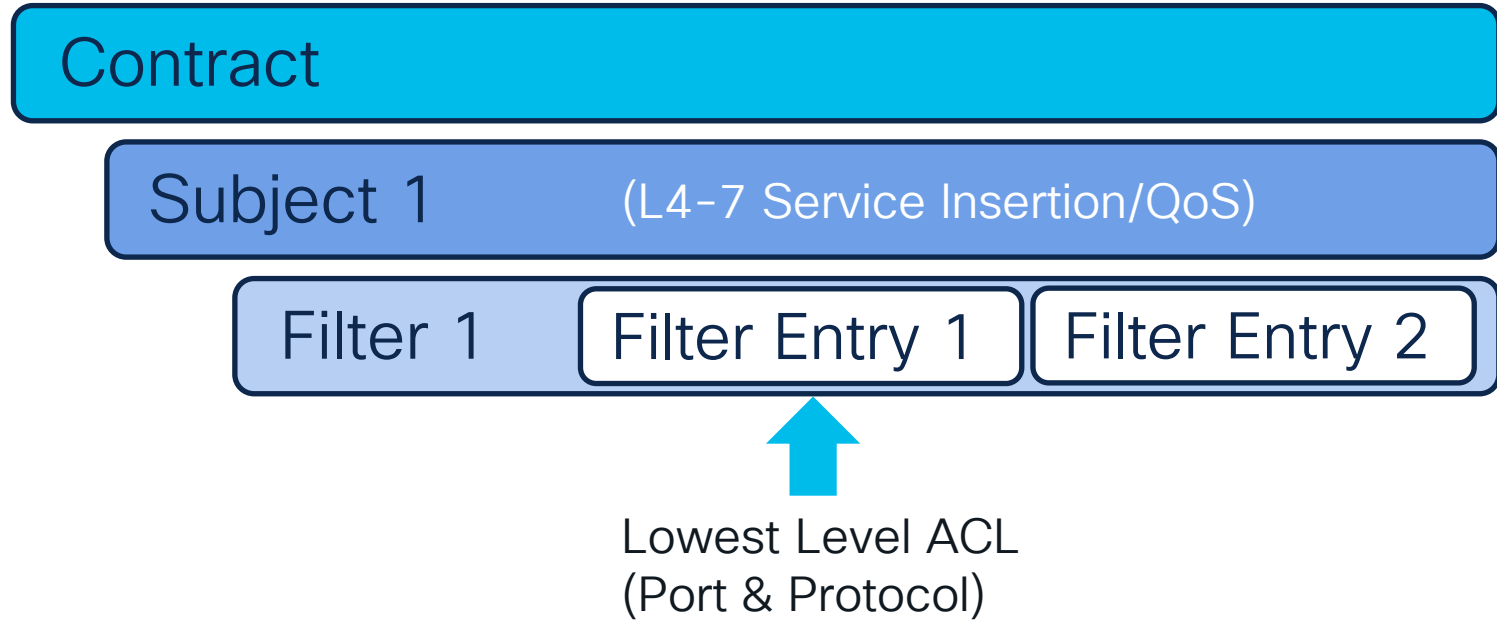 Contract
Subject 1 (L4-7 Service Insertion/QoS)
Filter 1 Filter Entry 1 Filter Entry 2
Lowest Level ACL
(Port & Protocol)